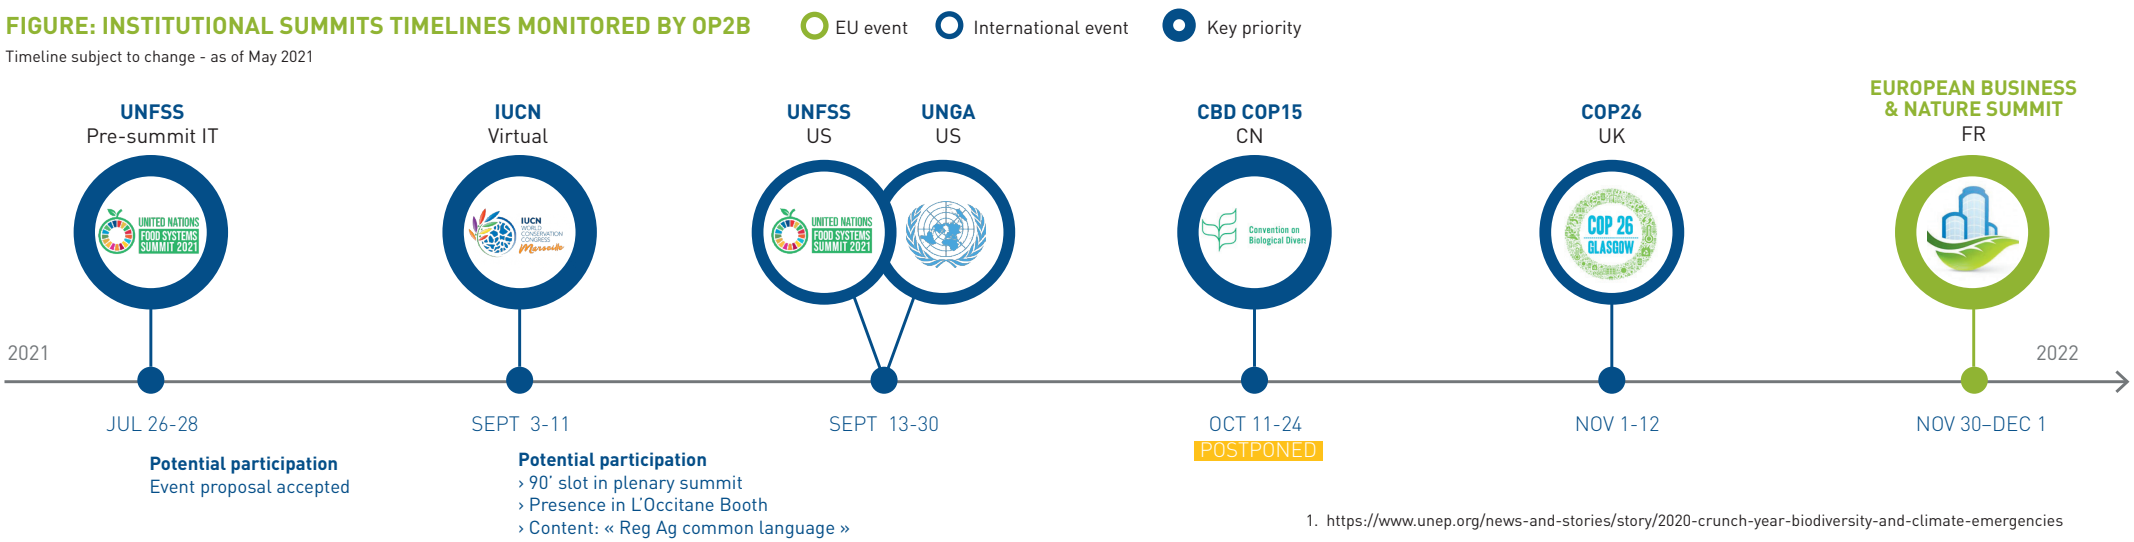 FIGURE: INSTITUTIONAL SUMMITS TIMELINES MONITORED BY OP2B
EU event
International event
Key priority
Timeline subject to change - as of May 2021
UNFSS
Pre-summit IT
IUCN
Virtual
UNFSS
US
UNGA
US
CBD COP15
CN
COP26
UK
EUROPEAN BUSINESS
& NATURE SUMMIT
FR
UNITED NATIONS
FOOD SYSTEMS
SUMMIT 2021
IUCN
WORLD
CONSERVATION
CONGRESS
Marseille
UNITED NATIONS
FOOD SYSTEMS
SUMMIT 2021
Convention on
Biological Divers
COP 26
GLASGOW
2021
2022
JUL 26-28
SEPT 3-11
SEPT 13-30
OCT 11-24
POSTPONED
NOV 1-12
NOV 30–DEC 1
Potential participation
Event proposal accepted
Potential participation
› 90’ slot in plenary summit
› Presence in L’Occitane Booth
› Content: « Reg Ag common language »
1. https://www.unep.org/news-and-stories/story/2020-crunch-year-biodiversity-and-climate-emergencies